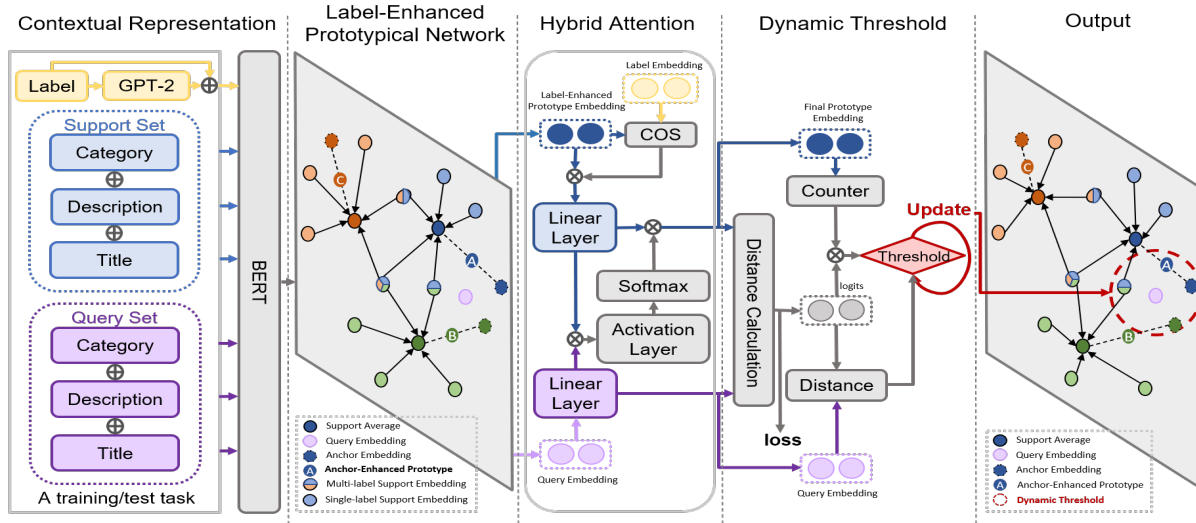 Contextual Representation
Label
GPT-2
Support Set
Category
Description
Title
Query Set
Category
Description
Title
A training/test task
BERT
Label-Enhanced
Prototypical Network
C
A
B
Support Average
Query Embedding
Anchor Embedding
A
Anchor-Enhanced Prototype
Multi-label Support Embedding
Single-label Support Embedding
Hybrid Attention
Label Embedding
Label-Enhanced
Prototype Embedding
COS
Linear
Layer
Softmax
Activation
Layer
Linear
Layer
Query Embedding
Dynamic Threshold
Final Prototype
Embedding
Counter
Distance Calculation
Threshold
logits
Distance
loss
Query Embedding
Update
Output
C
A
B
Support Average
Query Embedding
Anchor Embedding
A
Anchor-Enhanced Prototype
Dynamic Threshold